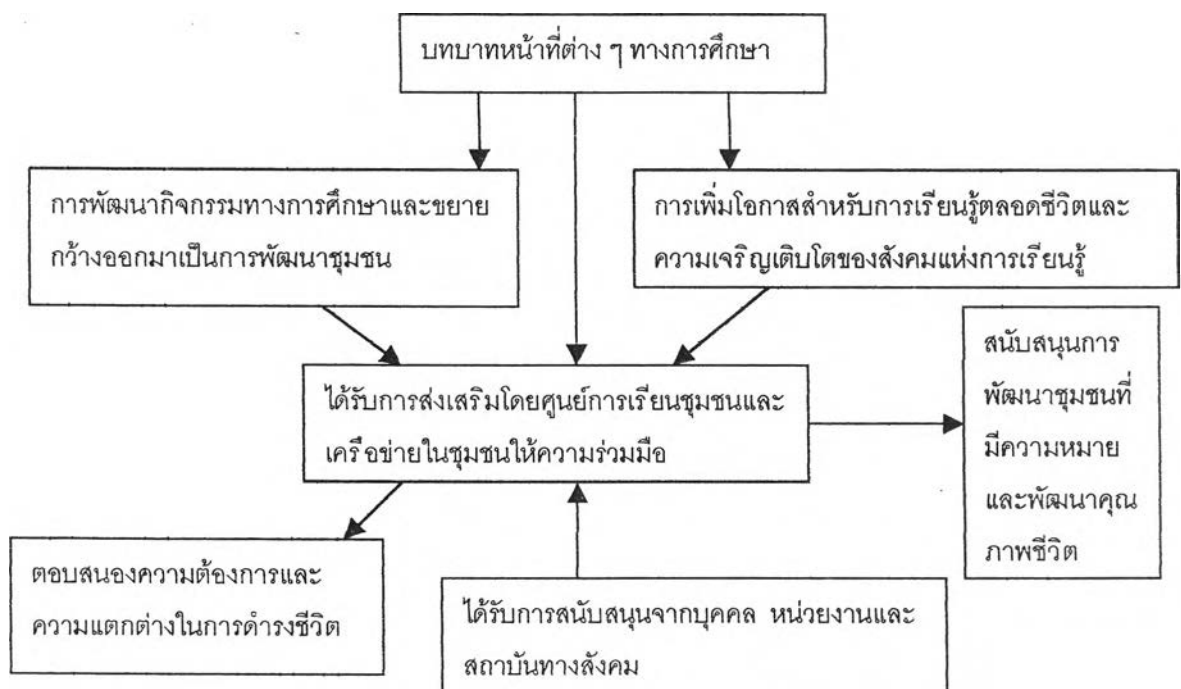 บทบาทหน้าที่ต่าง ๆ ทางการศึกษา
การพัฒนากิจกรรมทางการศึกษาและขยาย
กว้างออกมาเป็นการพัฒนาชุมชน
การเพิ่มโอกาสสำหรับการเรียนรู้ตลอดชีวิตและ
ความเจริญเติบโตของสังคมแห่งการเรียนรู้
ได้รับการส่งเสริมโดยศูนย์การเรียนชุมชนและ
เครือข่ายในชุมชนให้ความร่วมมือ
สนับสนุนการ
พัฒนาชุมชนที่
มีความหมาย
และพัฒนาคุณ
ภาพชีวิต
ตอบสนองความต้องการและ
ความแตกต่างในการดำรงชีวิต
ได้รับการสนับสนุนจากบุคคล หน่วยงานและ
สถาบันทางสังคม